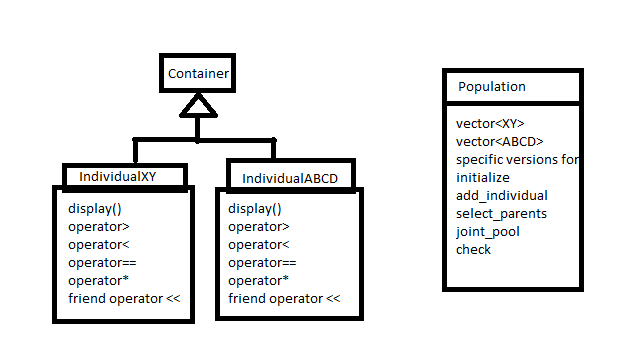 Container
IndividualXY
display()
operator>
operator<
operator==
operator*
friend operator <<
IndividualABCD
display()
operator>
operator<
operator==
operator*
friend operator <<
Population
vector<XY>
vector<ABCD>
specific versions for
initialize
add_individual
select_parents
joint_pool
check